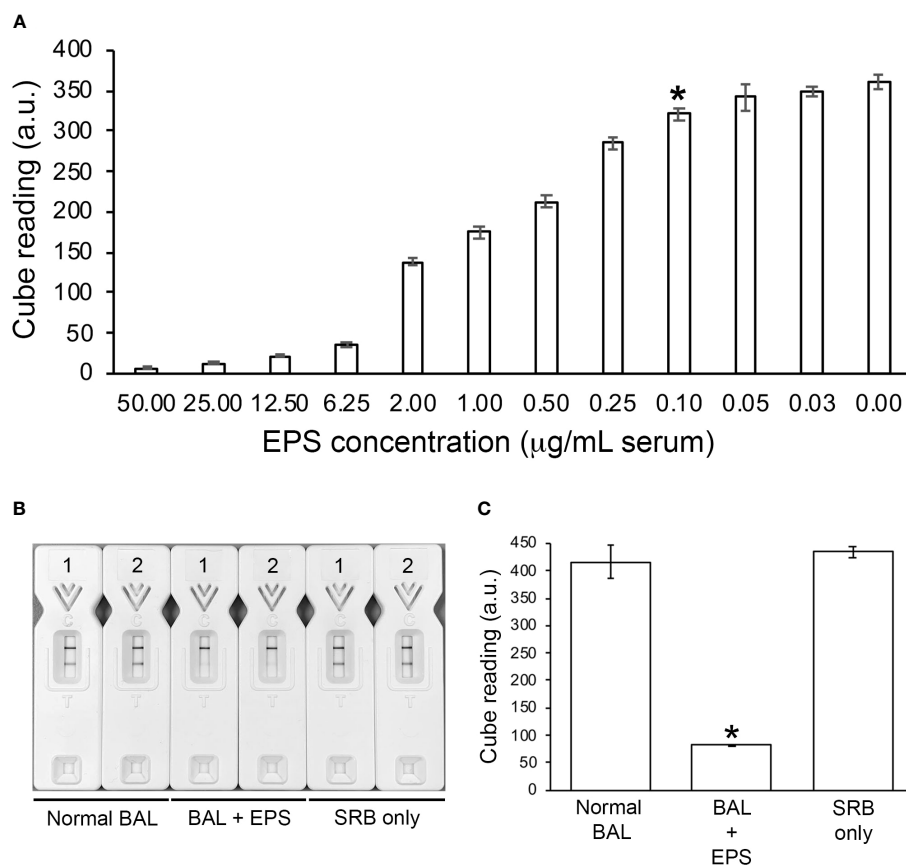 A
400
350
300
250
200
150
100
50
0
Cube reading (a.u.)
*
50.00 25.00 12.50 6.25 2.00 1.00 0.50 0.25 0.10 0.05 0.03 0.00
EPS concentration (μg/mL serum)
B
1 2 1 2 1 2
C C C C C C
T T T T T T
Normal BAL BAL + EPS SRB only
C
450
400
350
300
250
200
150
100
50
0
Cube reading (a.u.)
*
Normal BAL SRB
BAL + only
EPS